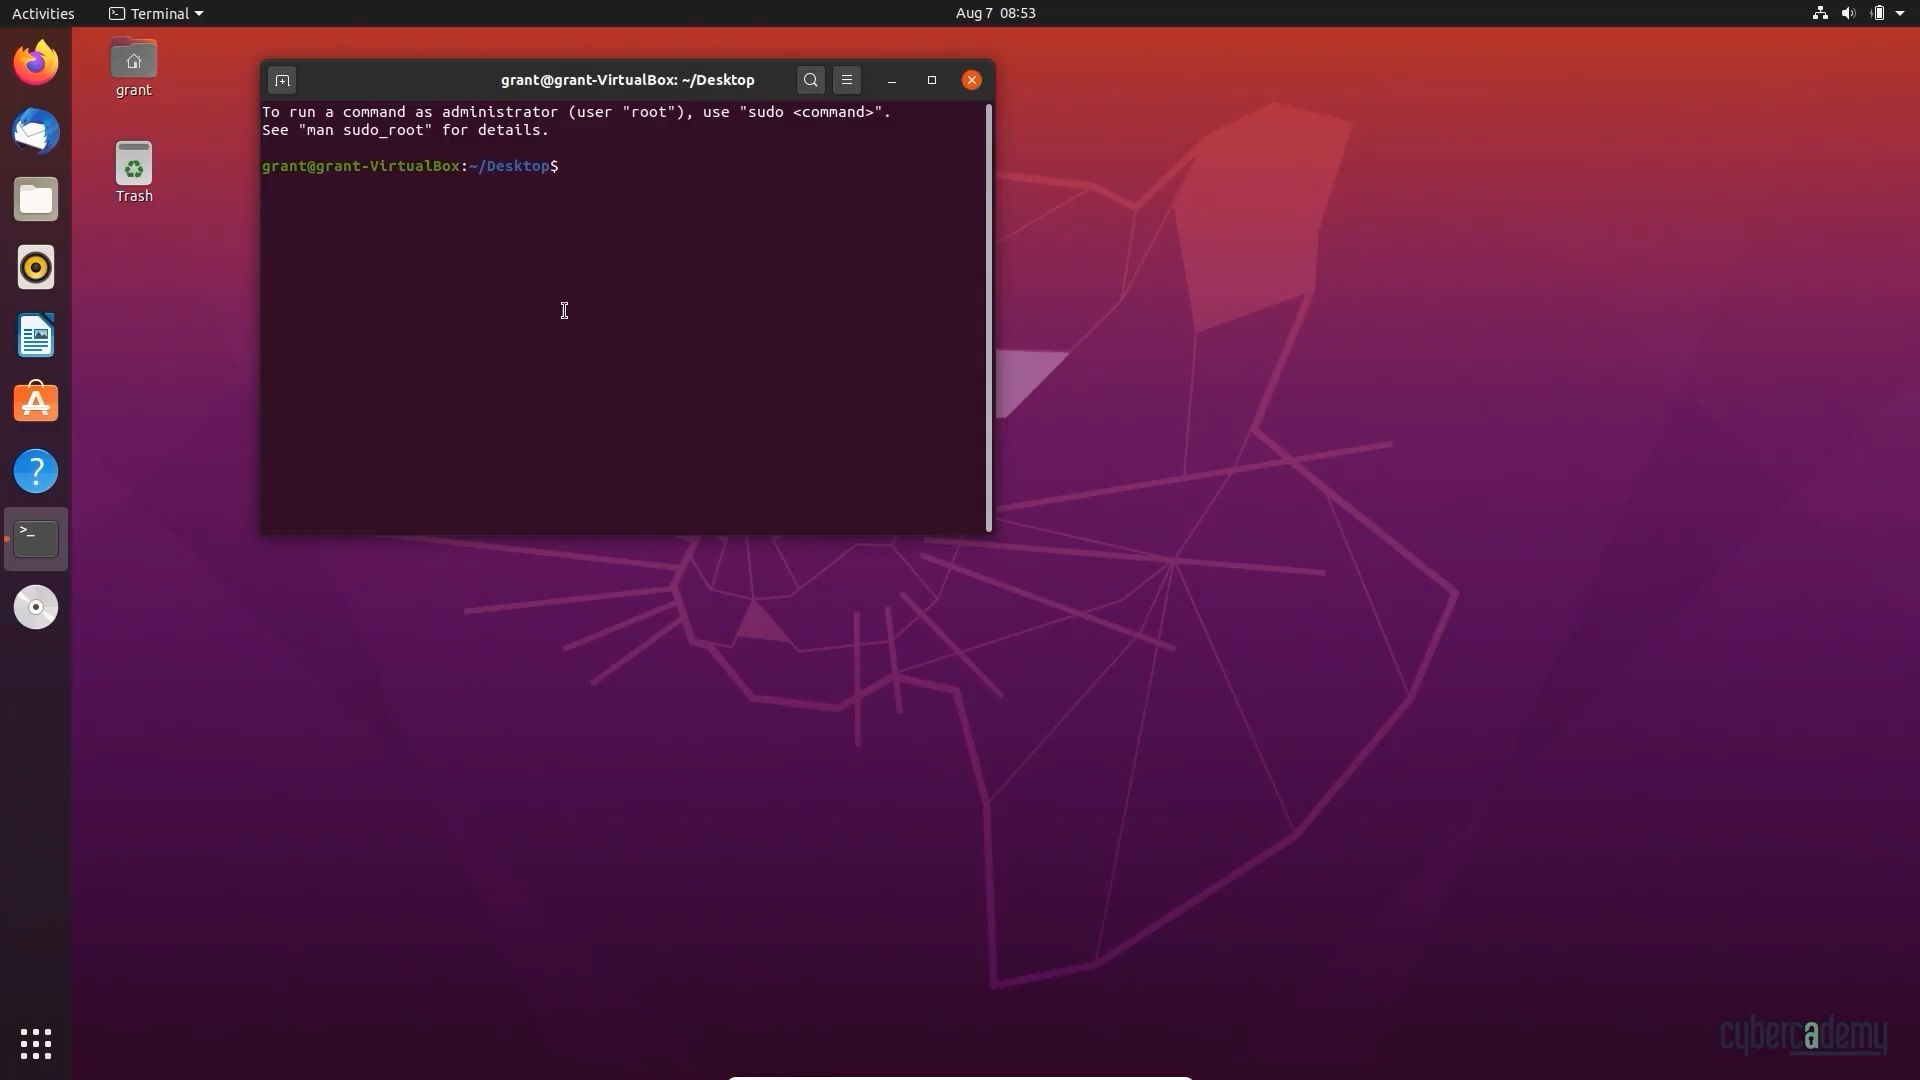 Activities
Terminal
Aug 7 08:53
grant
Trash
grant@grant-VirtualBox: ~/Desktop
To run a command as administrator (user "root"), use "sudo <command>".
See "man sudo_root" for details.
grant@grant-VirtualBox:~/Desktop$
cybercademy